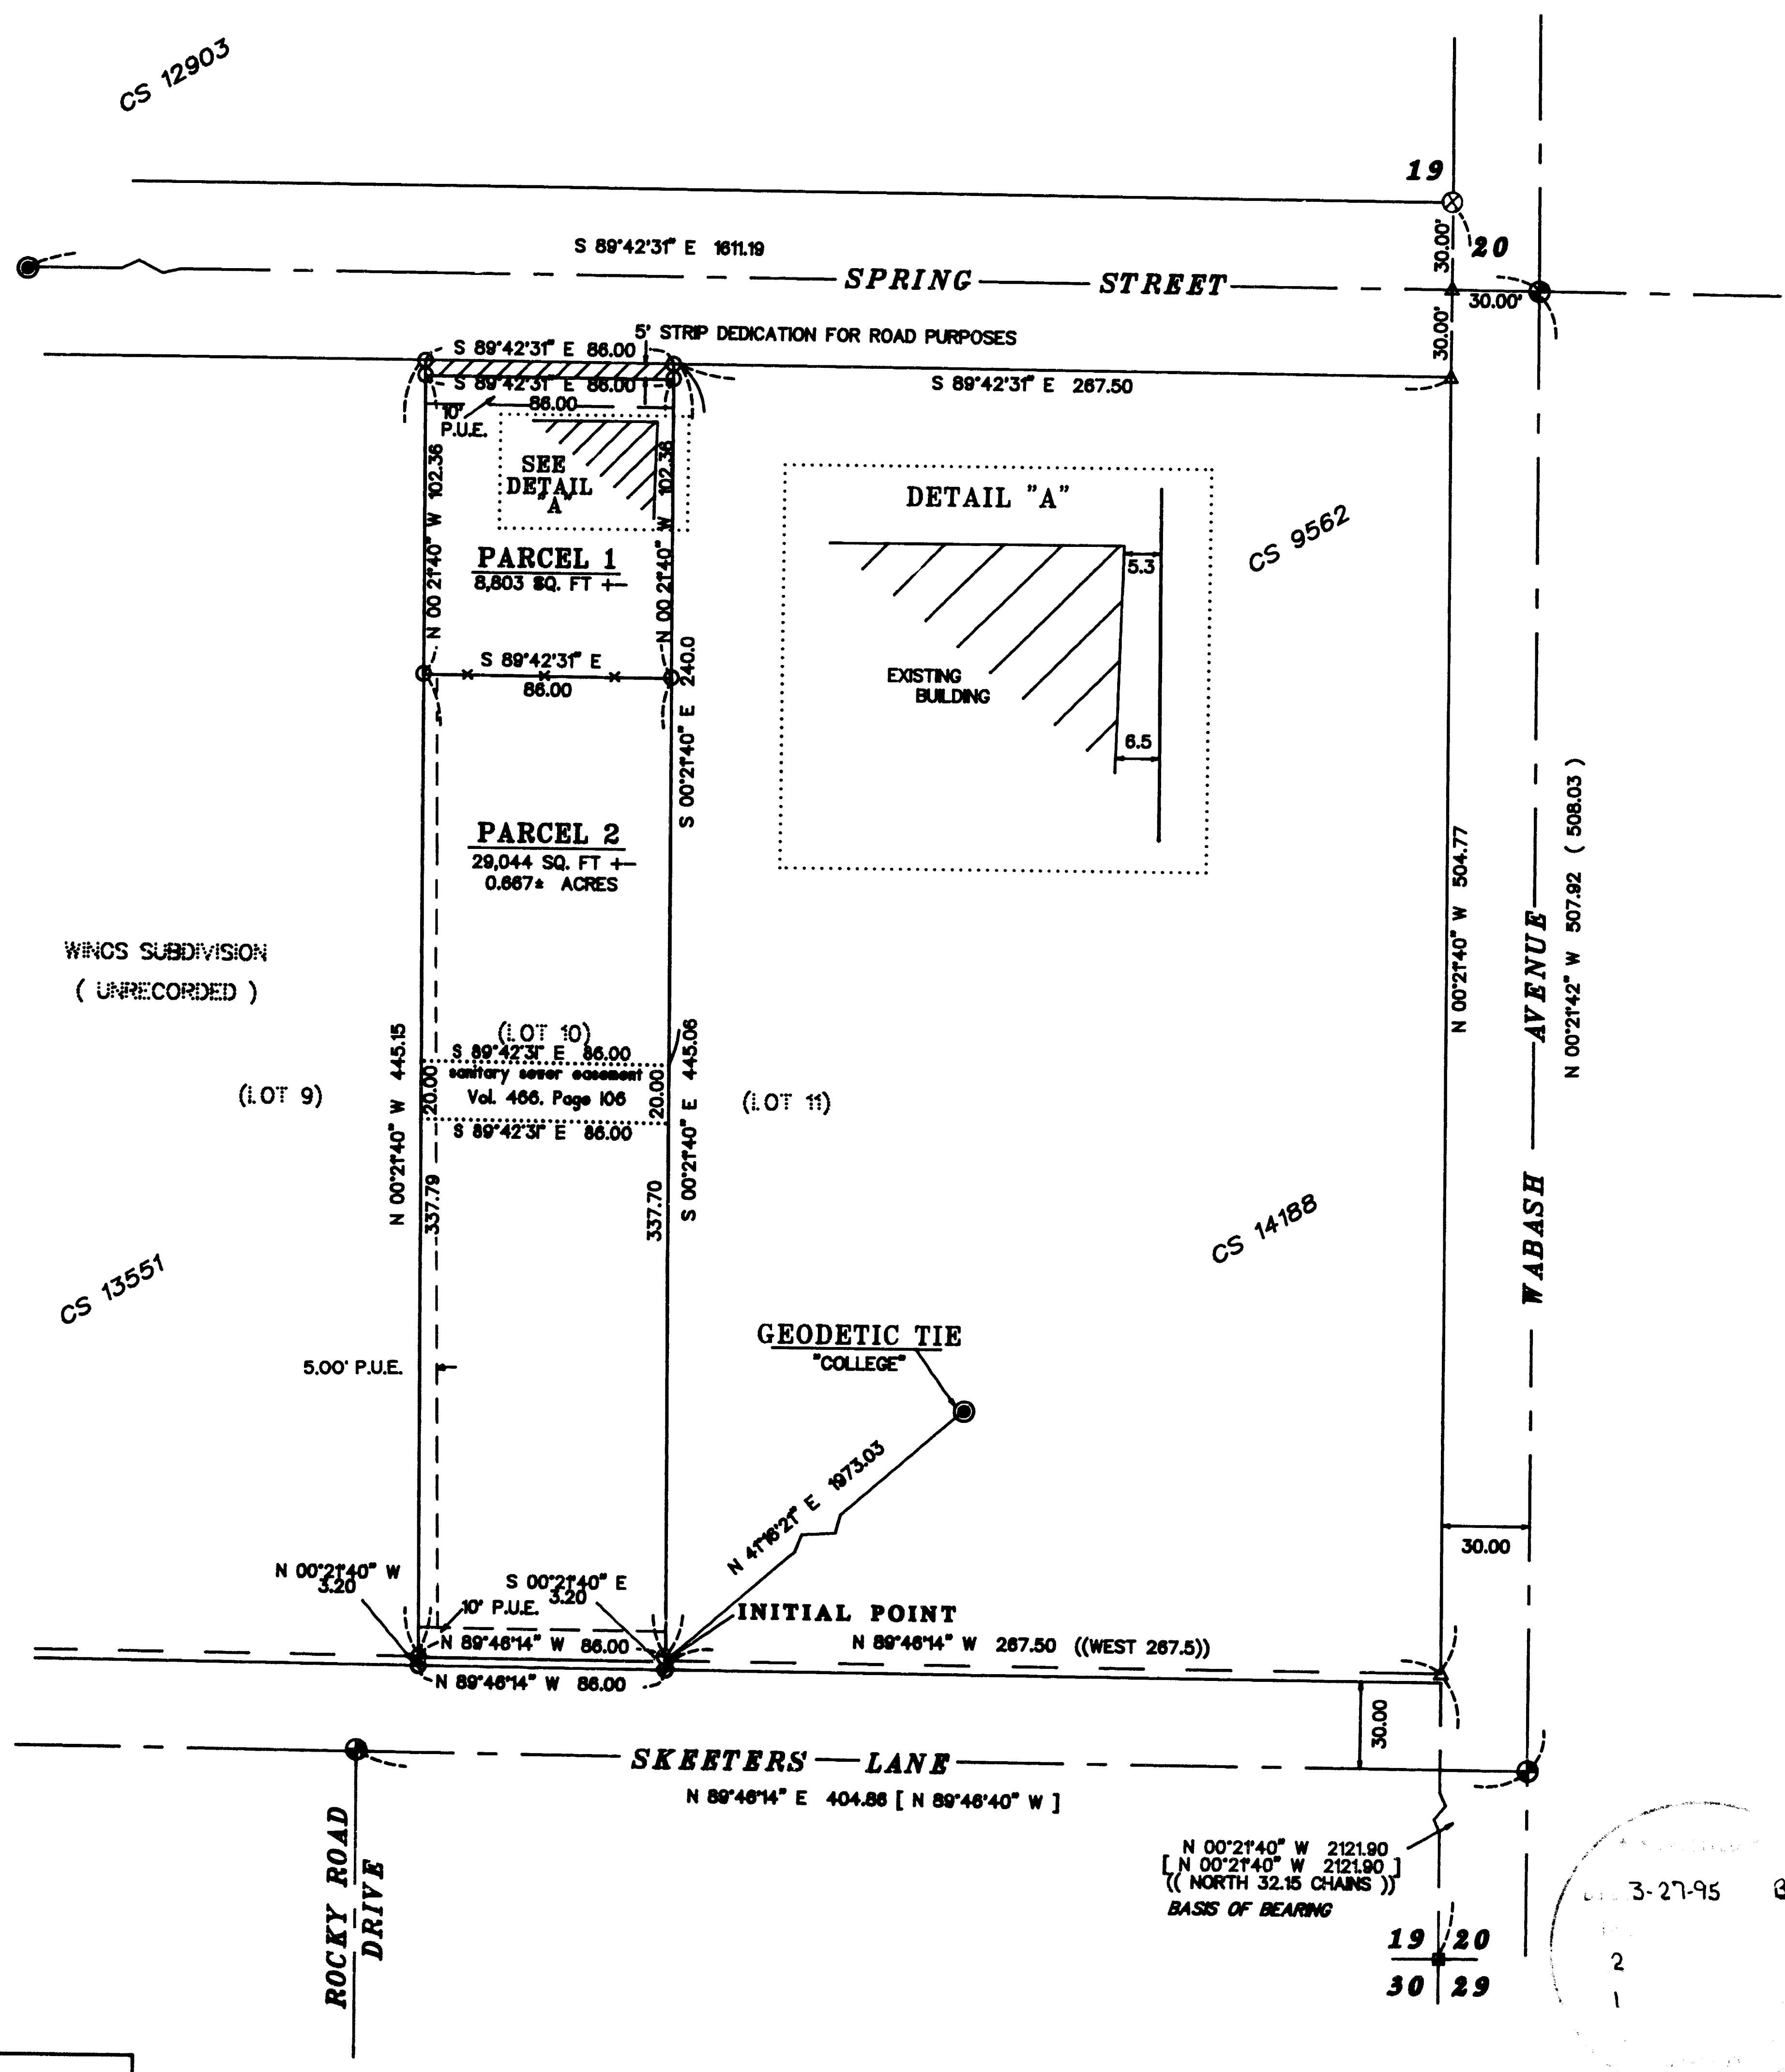 CS 12903
19
S 89°42'31" E 1611.19
30.00'
20
SPRING STREET
30.00'
5' STRIP DEDICATION FOR ROAD PURPOSES
30.00'
S 89°42'31" E 86.00
S 89°42'31" E 86.00
S 89°42'31" E 267.50
86.00
10'
P.U.E.
N 00 21'40" W 102.36
N 00 21'40" W 102.36
SEE
DETAIL
"A"
DETAIL "A"
5.3
EXISTING
BUILDING
6.5
CS 9562
PARCEL 1
8,803 SQ. FT +-
S 89°42'31" E
86.00
S 00°21'40" E 240.0
PARCEL 2
29,044 SQ. FT +-
0.667± ACRES
N 00°21'40" W 504.77
WABASH AVENUE
N 00°21'42" W 507.92 ( 508.03 )
WINGS SUBDIVISION
( UNRECORDED )
(LOT 10)
S 89°42'31" E 86.00
sanitary sewer easement
Vol. 466. Page 106
S 89°42'31" E 86.00
20.00
20.00
(LOT 9)
(LOT 11)
N 00°21'40" W 445.15
S 00°21'40" E 445.06
337.79
337.70
CS 14188
CS 13551
GEODETIC TIE
"COLLEGE"
5.00' P.U.E.
N 41°16'21" E 1973.03
30.00
N 00°21'40" W
3.20
S 00°21'40" E
3.20
10' P.U.E.
INITIAL POINT
N 89°46'14" W 86.00
N 89°46'14" W 267.50 ((WEST 267.5))
N 89°46'14" W 86.00
30.00
SKEETERS LANE
N 89°46'14" E 404.86 [ N 89°46'40" W ]
ROCKY ROAD
DRIVE
N 00°21'40" W 2121.90
[ N 00°21'40" W 2121.90 ]
(( NORTH 32.15 CHAINS ))
BASIS OF BEARING
3-27-95
19 20
30 29
2
1